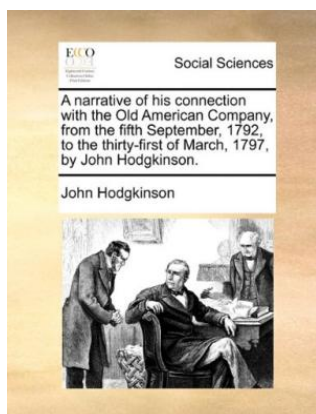 ECCO
Social Sciences
A narrative of his connection
with the Old American Company,
from the fifth September, 1792,
to the thirty-first of March, 1797,
by John Hodgkinson.
John Hodgkinson